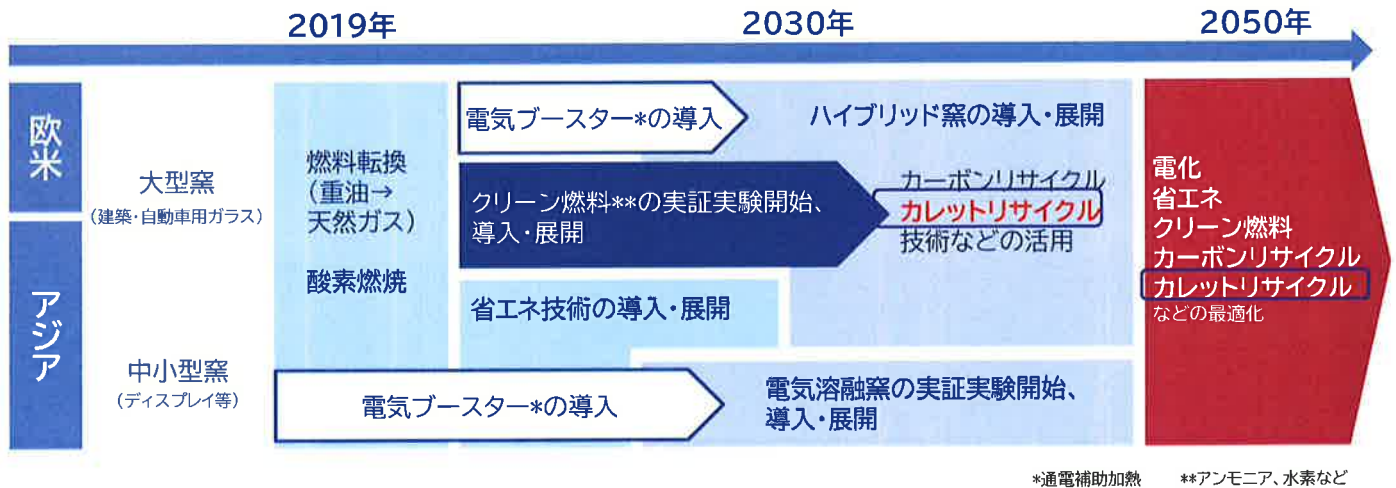 2019年
2030年
2050年
欧米
アジア
大型窯
（建築・自動車用ガラス）
中小型窯
（ディスプレイ等）
燃料転換
（重油→
天然ガス）
酸素燃焼
電気ブースター*の導入
ハイブリッド窯の導入・展開
クリーン燃料**の実証実験開始、
導入・展開
カーボンリサイクル
カレットリサイクル
技術などの活用
省エネ技術の導入・展開
電気ブースター*の導入
電気溶融窯の実証実験開始、
導入・展開
電化
省エネ
クリーン燃料
カーボンリサイクル
カレットリサイクル
などの最適化
*通電補助加熱
**アンモニア、水素など